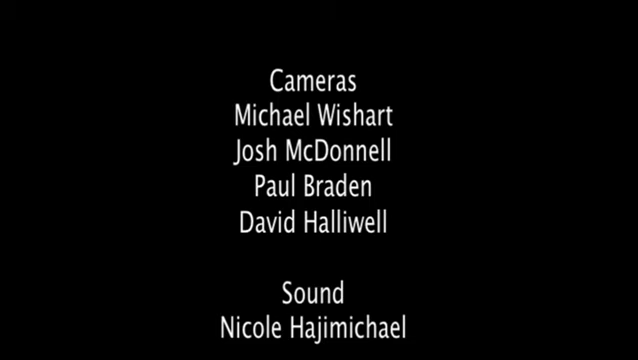 Cameras
Michael Wishart
Josh McDonnell
Paul Braden
David Halliwell
Sound
Nicole Hajimichael